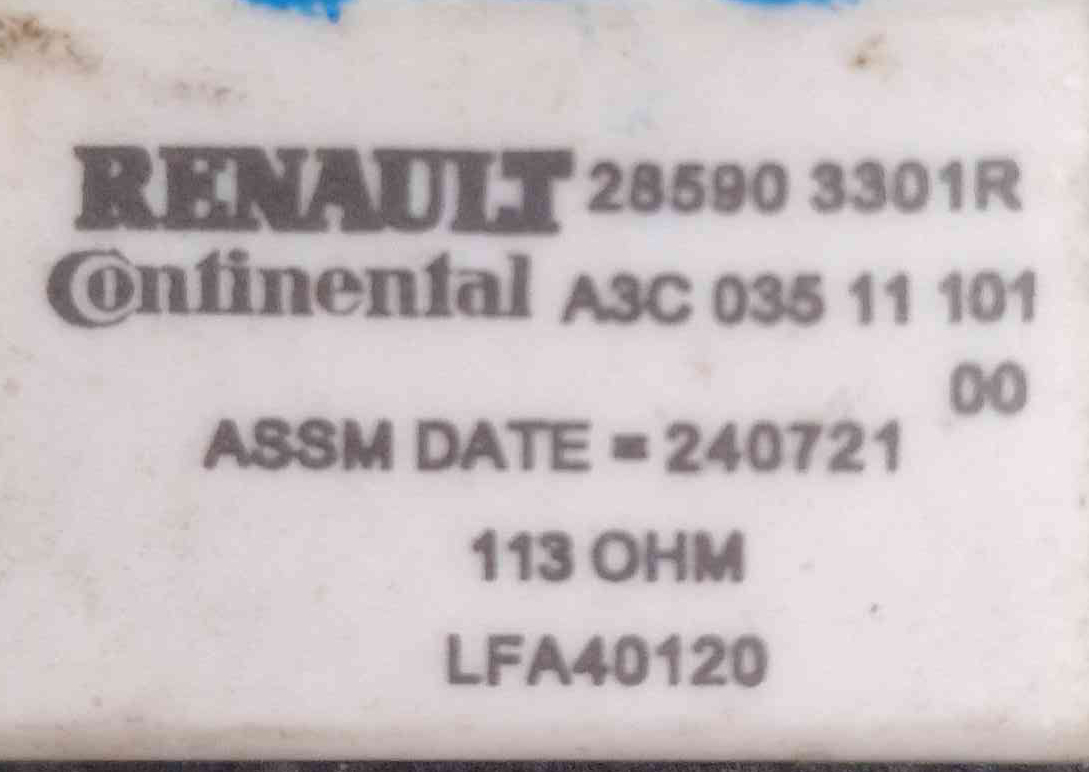 RENAULT 28590 3301R
Continental A3C 035 11 101
00
ASSM DATE = 240721
113 OHM
LFA40120